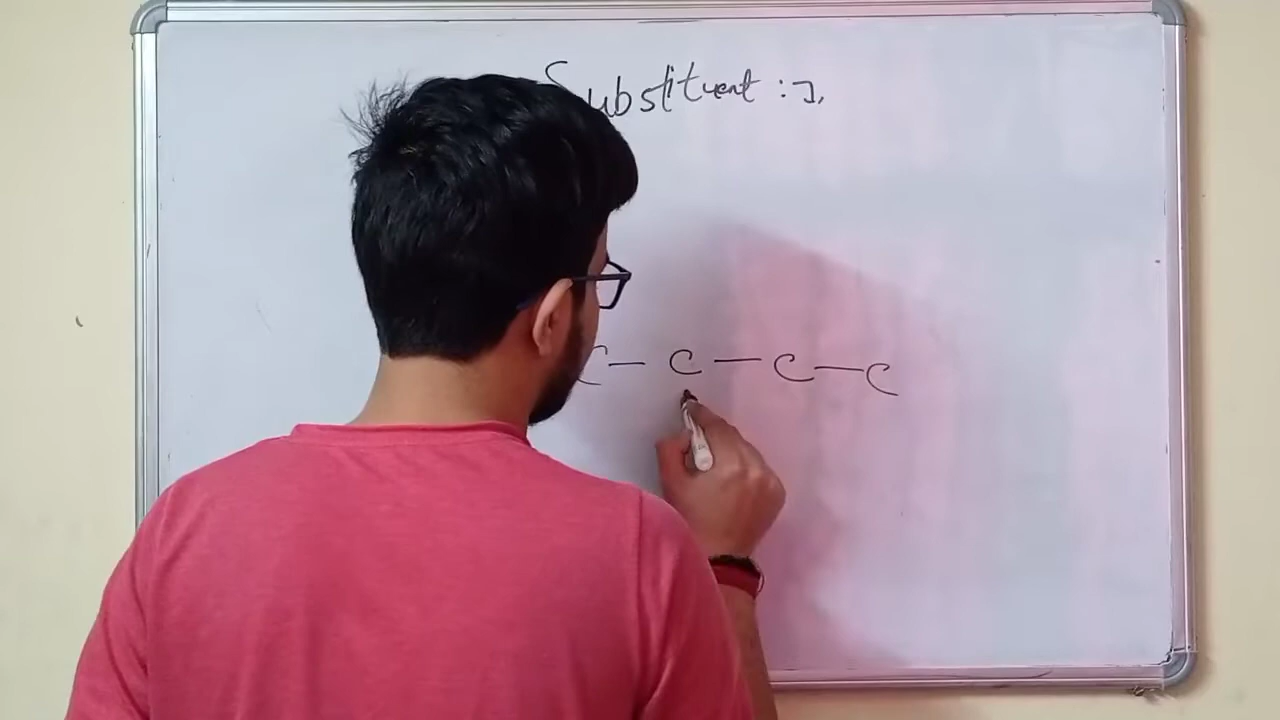 Substituent :-
C — C — C — C